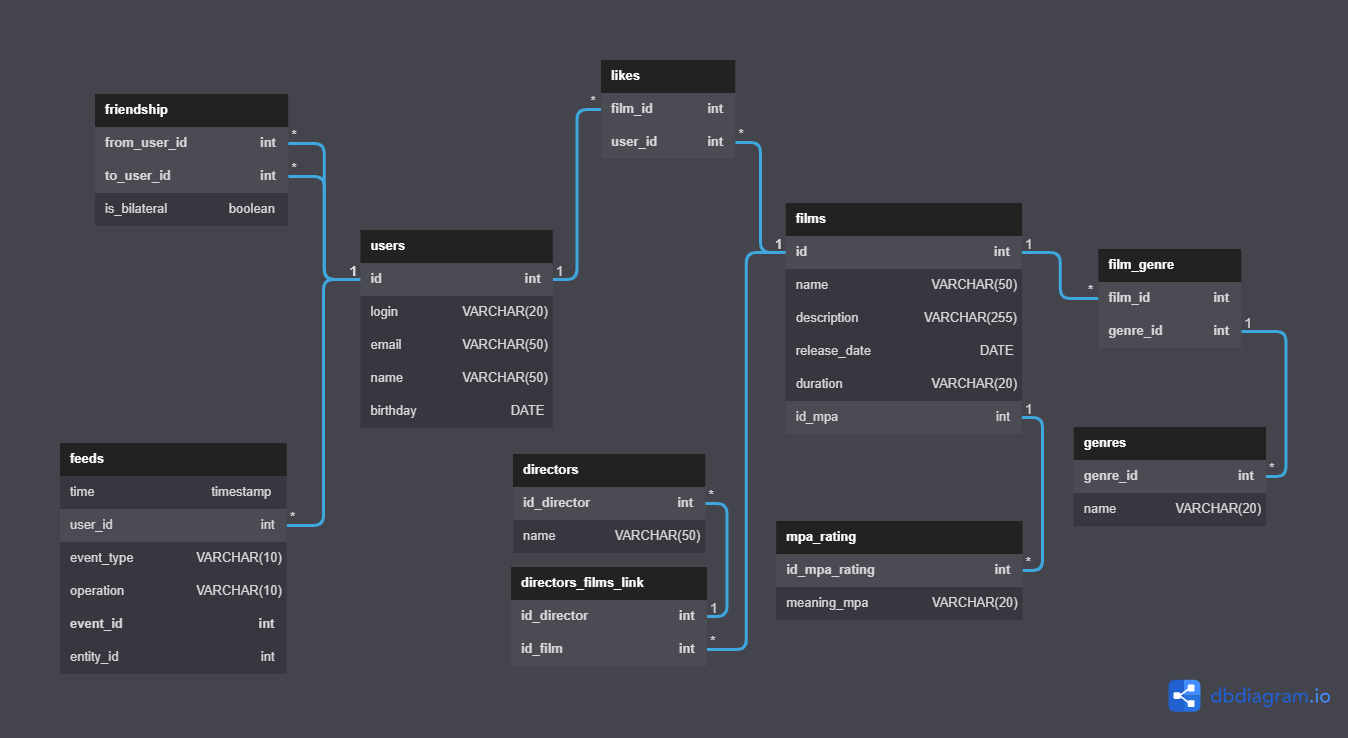 friendship
from_user_id int *
to_user_id int *
is_bilateral boolean
users
1 id int 1
login VARCHAR(20)
email VARCHAR(50)
name VARCHAR(50)
birthday DATE
feeds
time timestamp
user_id int *
event_type VARCHAR(10)
operation VARCHAR(10)
event_id int
entity_id int
likes
* film_id int
user_id int *
films
1 id int 1
name VARCHAR(50)
description VARCHAR(255)
release_date DATE
duration VARCHAR(20)
id_mpa int 1
directors
id_director int *
name VARCHAR(50)
directors_films_link
id_director int 1
id_film int *
mpa_rating
id_mpa_rating int *
meaning_mpa VARCHAR(20)
film_genre
* film_id int
genre_id int 1
genres
genre_id int *
name VARCHAR(20)
dbdiagram.io